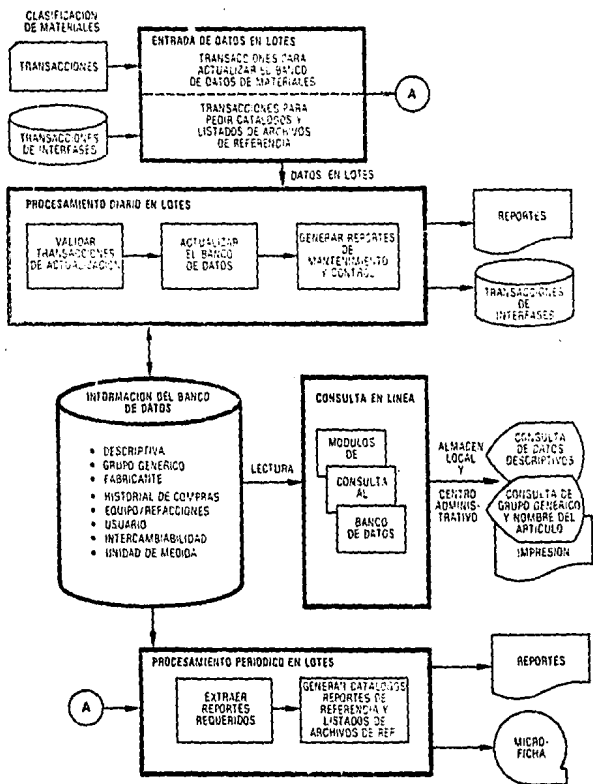 CLASIFICACION
DE MATERIALES
TRANSACCIONES
TRANSACCIONES
DE INTERFASES
ENTRADA DE DATOS EN LOTES
TRANSACCIONES PARA
ACTUALIZAR EL BANCO
DE DATOS DE MATERIALES
TRANSACCIONES PARA
PEDIR CATALOGOS Y
LISTADOS DE ARCHIVOS
DE REFERENCIA
A
DATOS EN LOTES
PROCESAMIENTO DIARIO EN LOTES
VALIDAR
TRANSACCIONES
DE ACTUALIZACION
ACTUALIZAR
EL BANCO
DE DATOS
GENERAR REPORTES
DE
MANTENIMIENTO
Y CONTROL
REPORTES
TRANSACCIONES
DE
INTERFASES
INFORMACION DEL BANCO
DE DATOS
• DESCRIPTIVA
• GRUPO GENERICO
• FABRICANTE
• HISTORIAL DE COMPRAS
• EQUIPO/REFACCIONES
• USUARIO
• INTERCAMBIABILIDAD
• UNIDAD DE MEDIDA
LECTURA
CONSULTA EN LINEA
MODULOS
DE
CONSULTA
AL
BANCO
DE DATOS
ALMACEN
LOCAL
Y
CENTRO
ADMINIS-
TRATIVO
CONSULTA
DE DATOS
DESCRIPTIVOS
CONSULTA DE
GRUPO GENERICO
Y NOMBRE DEL
ARTICULO
IMPRESION
PROCESAMIENTO PERIODICO EN LOTES
A
EXTRAER
REPORTES
REQUERIDOS
GENERAR CATALOGOS
REPORTES DE
REFERENCIA Y
LISTADOS DE
ARCHIVOS DE REF
REPORTES
MICRO-
FICHA